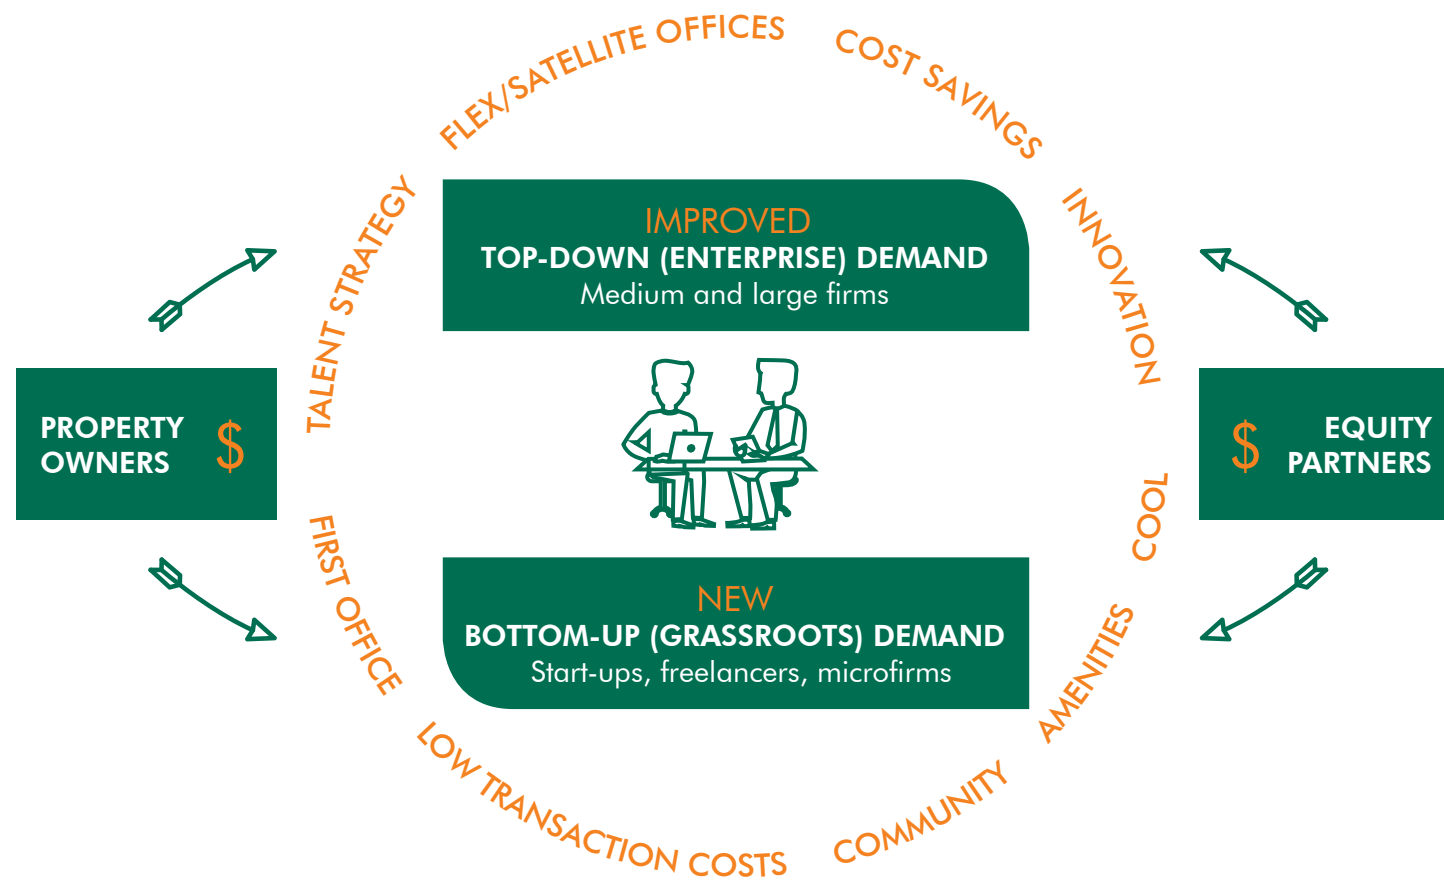 FLEX/SATELLITE OFFICES
COST SAVINGS
INNOVATION
TALENT STRATEGY
IMPROVED
TOP-DOWN (ENTERPRISE) DEMAND
Medium and large firms
PROPERTY
OWNERS
$
$
EQUITY
PARTNERS
COOL
FIRST OFFICE
NEW
BOTTOM-UP (GRASSROOTS) DEMAND
Start-ups, freelancers, microfirms
AMENITIES
LOW TRANSACTION COSTS
COMMUNITY